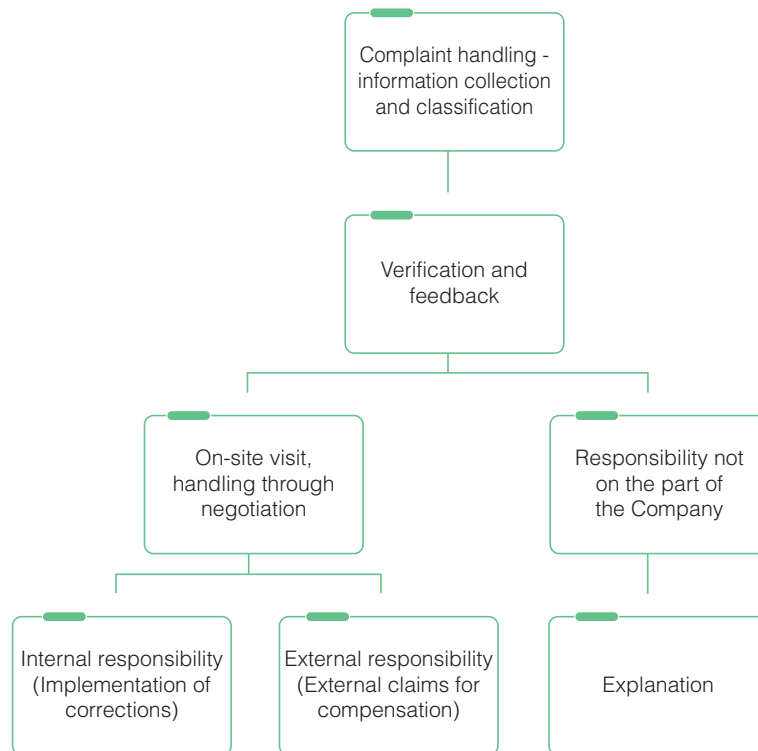 Complaint handling -
information collection
and classification
Verification and
feedback
On-site visit,
handling through
negotiation
Responsibility not
on the part of
the Company
Internal responsibility
(Implementation of
corrections)
External responsibility
(External claims for
compensation)
Explanation